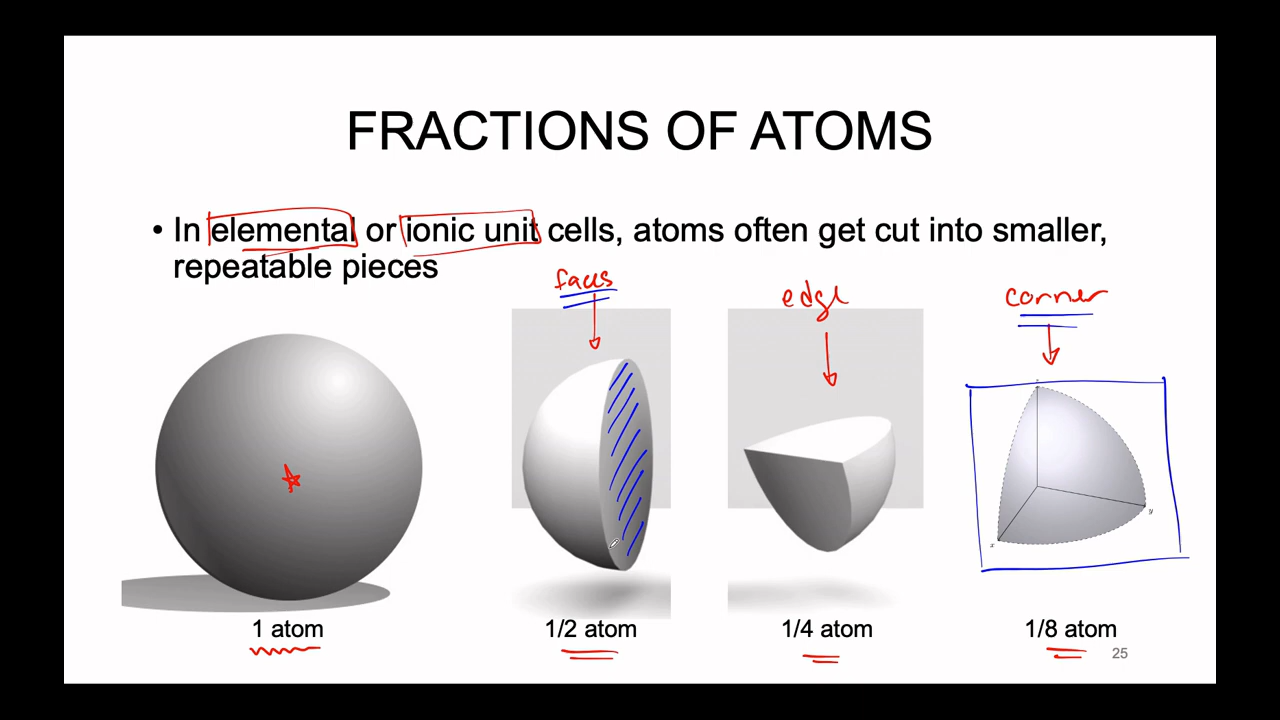 FRACTIONS OF ATOMS
• In elemental or ionic unit cells, atoms often get cut into smaller,
repeatable pieces
faces
edge
corner
z
y
x
1 atom
1/2 atom
1/4 atom
1/8 atom
25